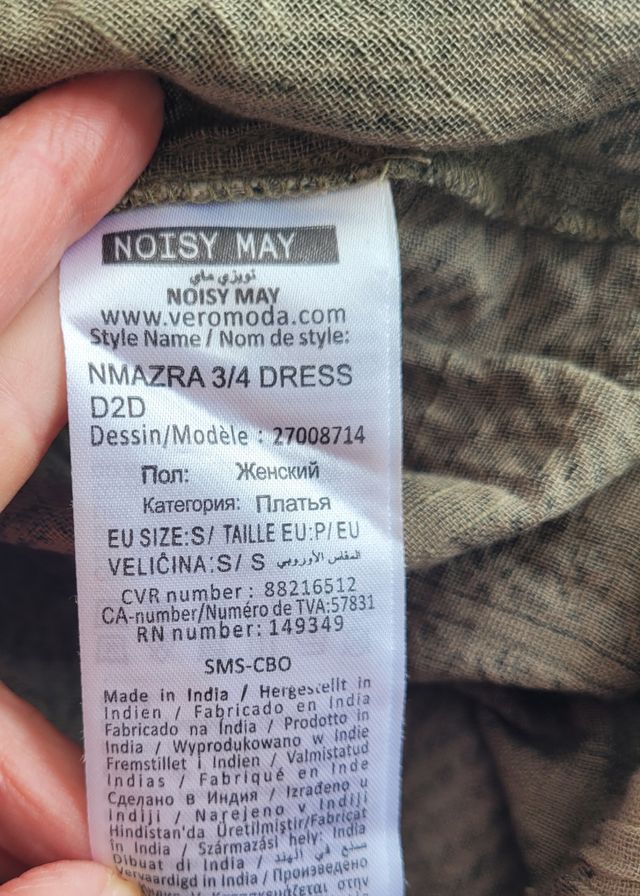 NOISY MAY
نويزي ماي
NOISY MAY
www.veromoda.com
Style Name / Nom de style:
NMAZRA 3/4 DRESS
D2D
Dessin/Modèle : 27008714
Пол: Женский
Категория: Платья
EU SIZE:S/ TAILLE EU:P/ EU
VELIČINA:S/ S المقاس الأوروبي
CVR number : 88216512
CA-number/Numéro de TVA:57831
RN number: 149349
SMS-CBO
Made in India / Hergestellt in
Indien / Fabricado en India
Fabricado na Índia / Prodotto in
India / Wyprodukowano w Indie
Fremstillet i Indien / Valmistatud
Indias / Fabriqué en Inde
Сделано в Индия / Izrađeno u
Indiji / Narejeno v Indiji
Hindistan'da Üretilmiştir/Fabricat
în India / Származási hely: India
Dibuat di India / صنع في الهند
Vervaardigd in India / Произведено